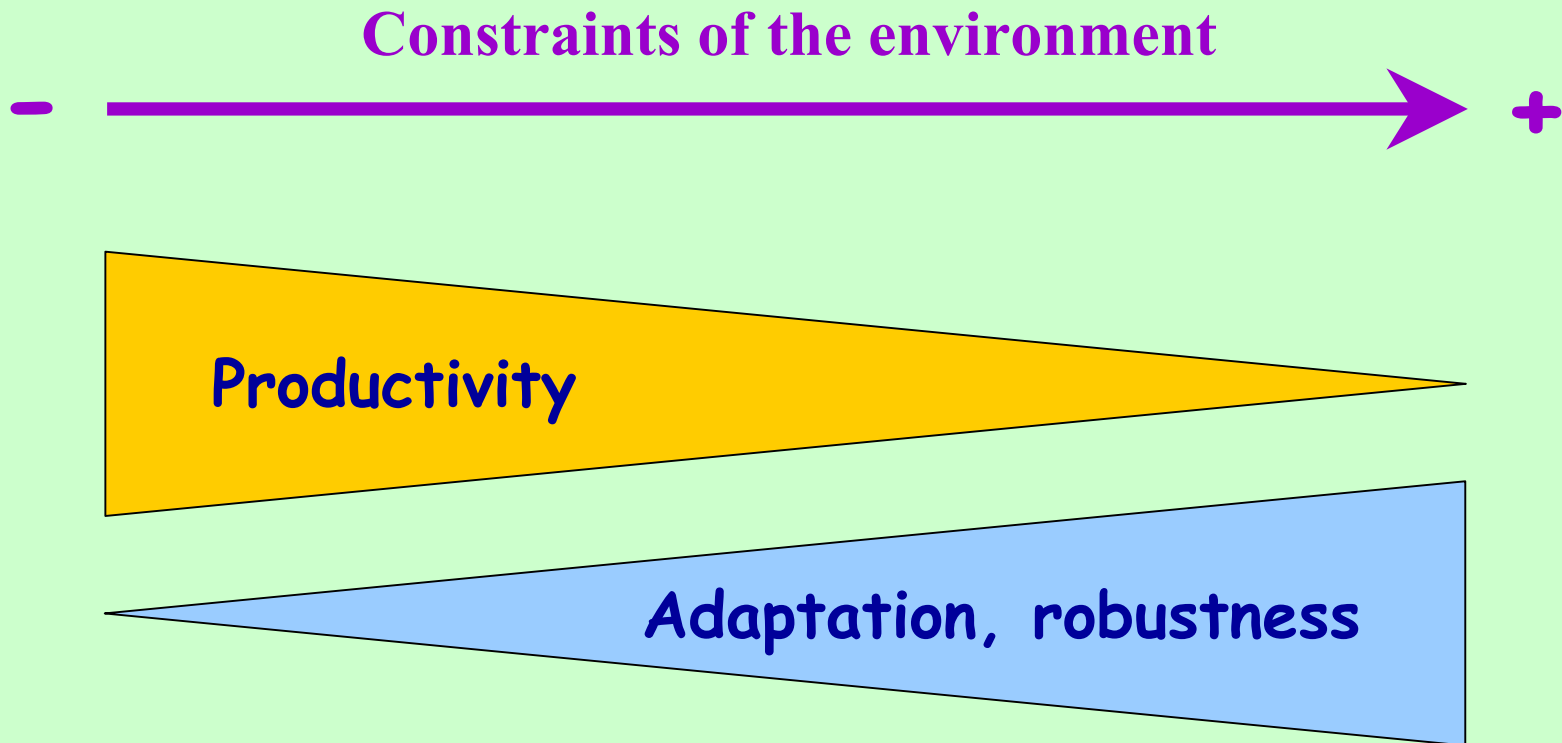 Constraints of the environment
- +
Productivity
Adaptation, robustness